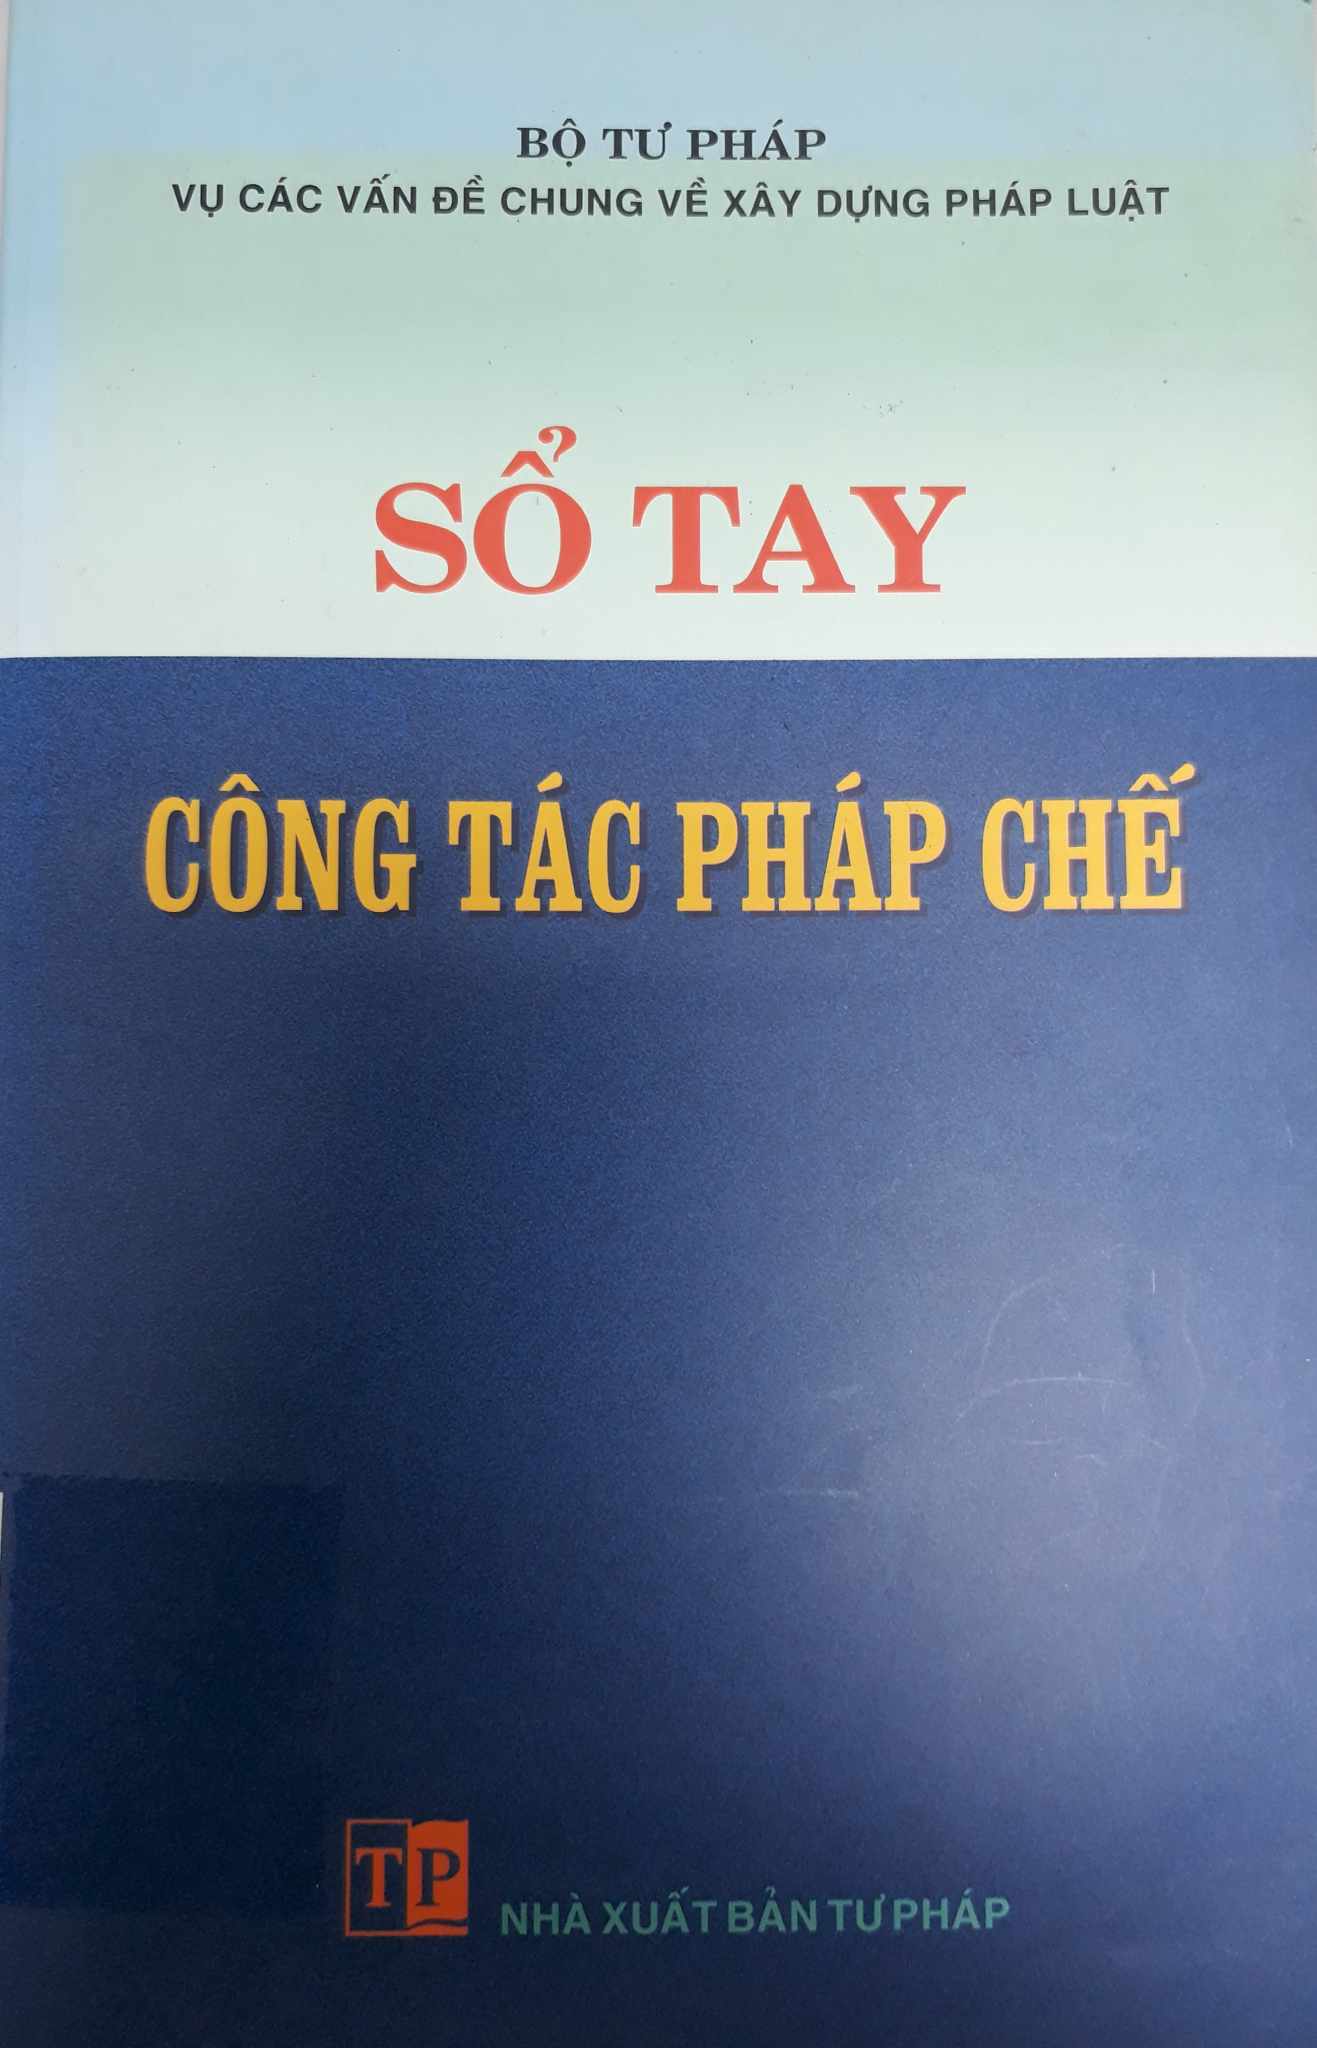 BỘ TƯ PHÁP
VỤ CÁC VẤN ĐỀ CHUNG VỀ XÂY DỰNG PHÁP LUẬT
SỔ TAY
CÔNG TÁC PHÁP CHẾ
TP
NHÀ XUẤT BẢN TƯ PHÁP